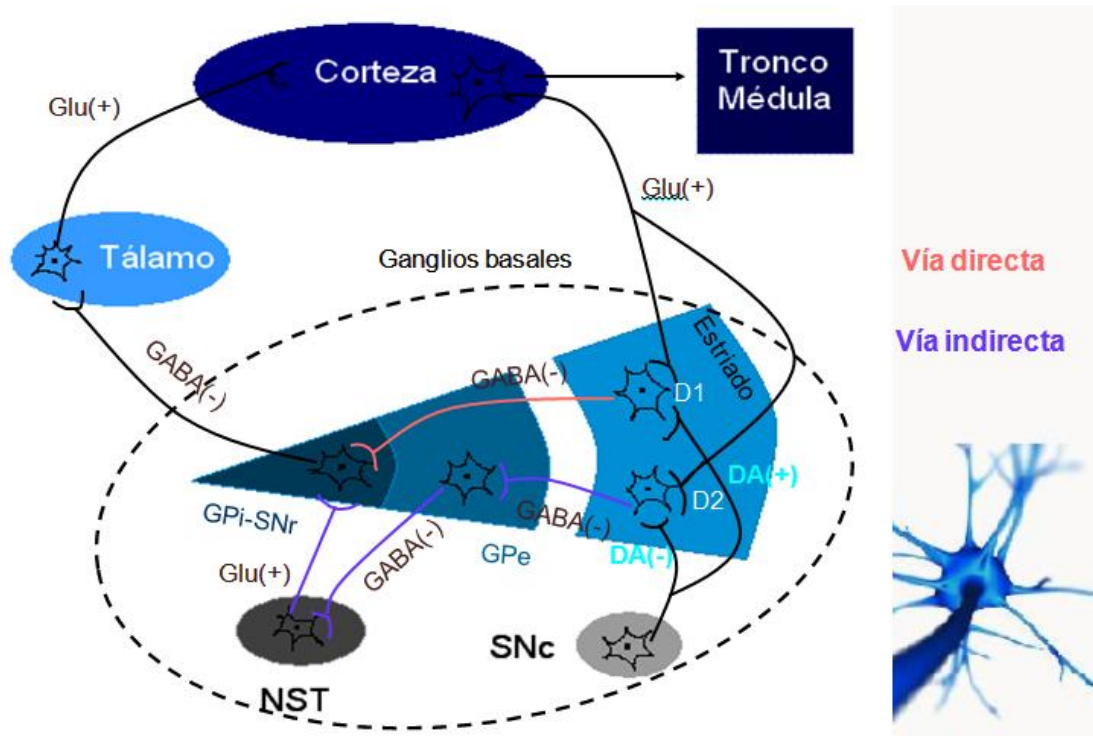 Corteza
Tronco
Médula
Glu(+)
Glu(+)
Tálamo
Ganglios basales
Vía directa
Vía indirecta
Estriado
GABA(-)
GABA(-)
D1
DA(+)
D2
GABA(-)
GPi-SNr
GPe
GABA(-)
DA(-)
Glu(+)
SNc
NST